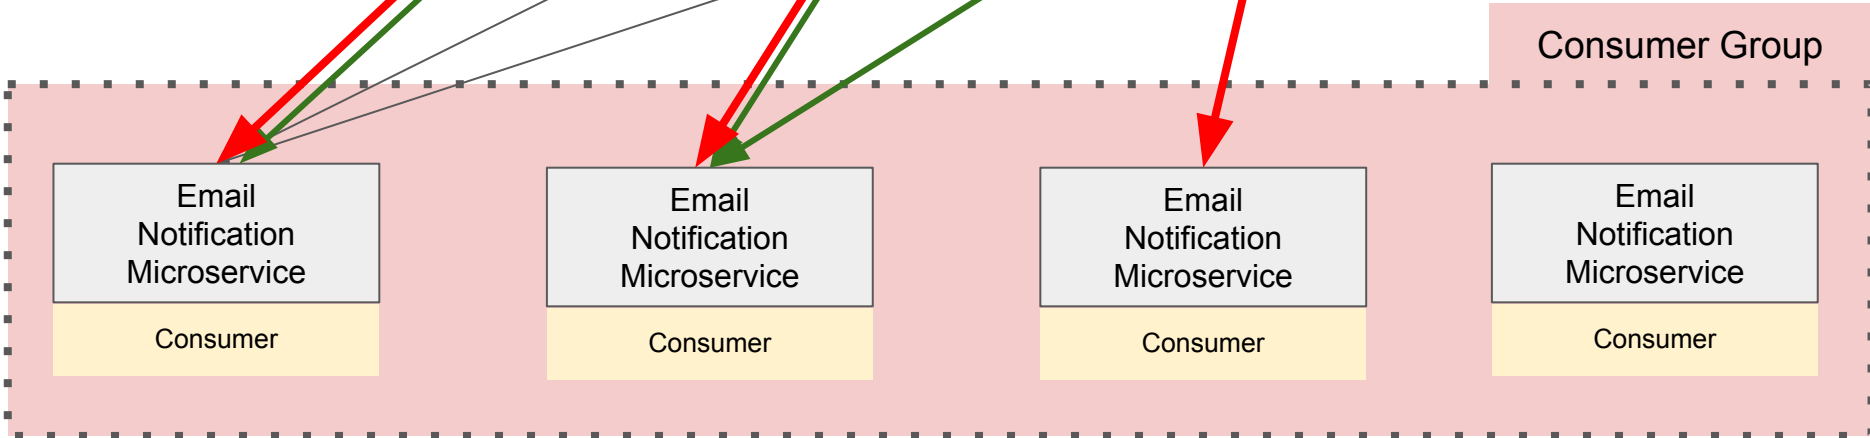 Consumer Group
Email
Notification
Microservice
Consumer
Email
Notification
Microservice
Consumer
Email
Notification
Microservice
Consumer
Email
Notification
Microservice
Consumer